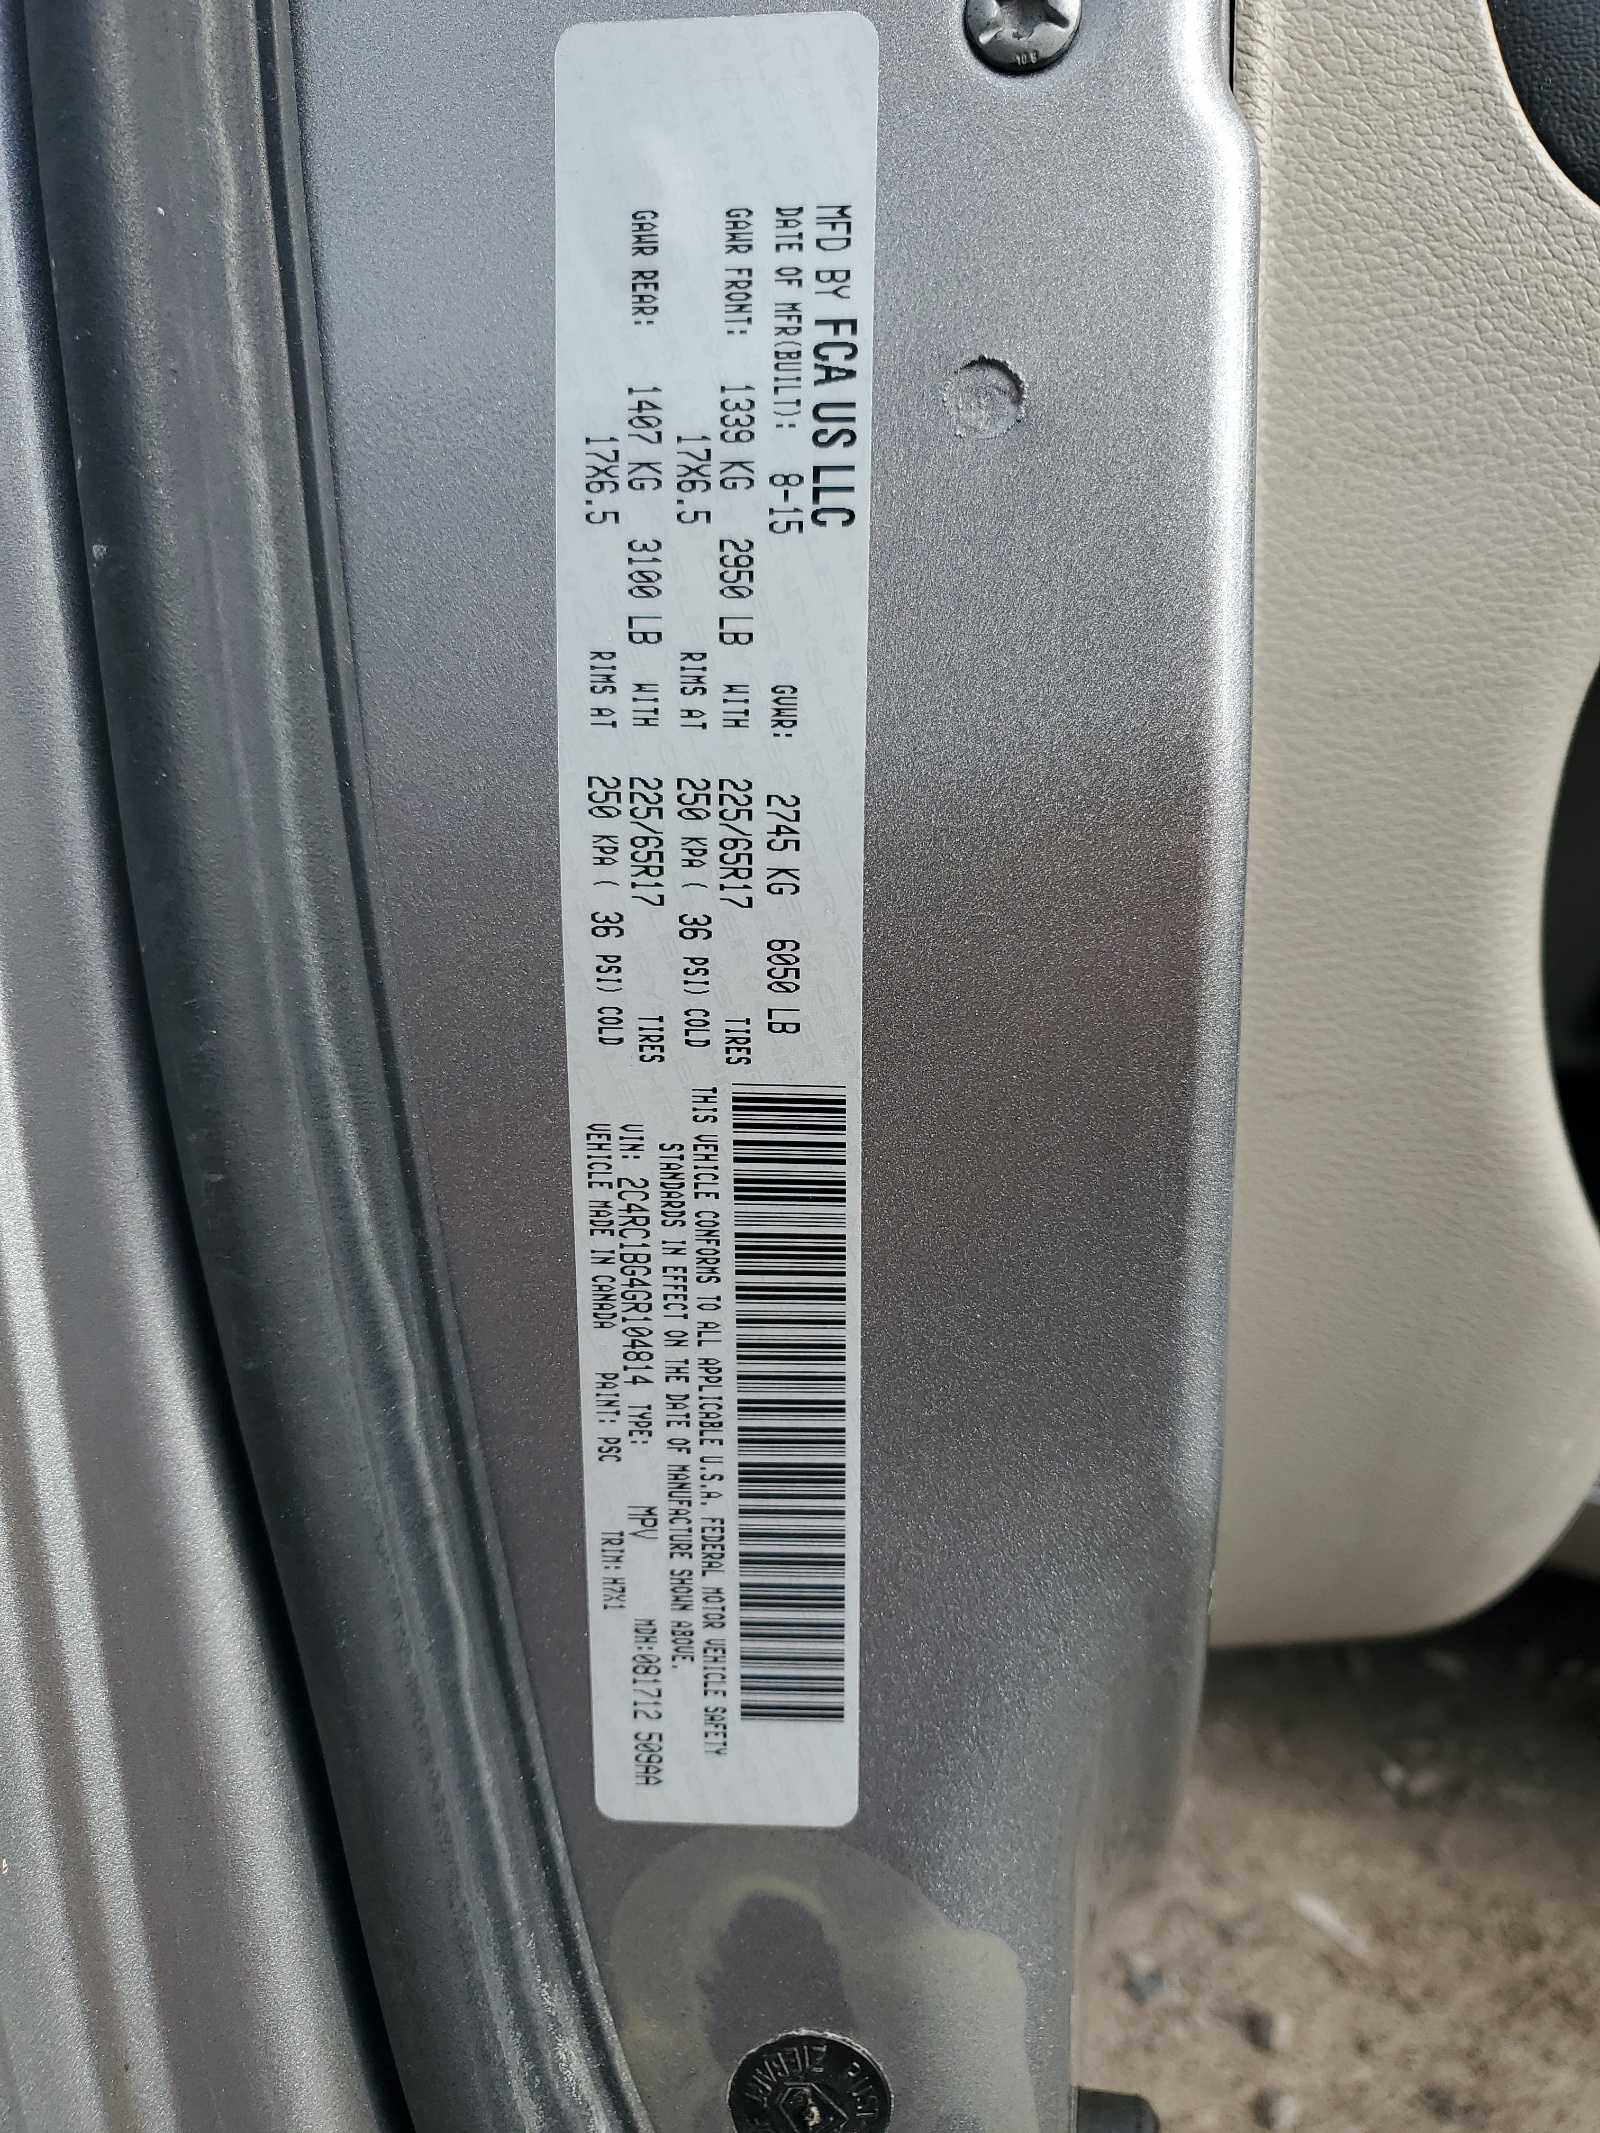 MFD BY FCA US LLC
DATE OF MFR(BUILT): 8-15 GVWR: 2745 KG 6050 LB
GAWR FRONT: 1339 KG 2950 LB WITH 225/65R17 TIRES
17X6.5 RIMS AT 250 KPA ( 36 PSI) COLD
GAWR REAR: 1407 KG 3100 LB WITH 225/65R17 TIRES
17X6.5 RIMS AT 250 KPA ( 36 PSI) COLD
THIS VEHICLE CONFORMS TO ALL APPLICABLE U.S.A. FEDERAL MOTOR VEHICLE SAFETY
STANDARDS IN EFFECT ON THE DATE OF MANUFACTURE SHOWN ABOVE.
VIN: 2C4RC1BG4GR104814 TYPE: MPV MDH:081712 509AA
VEHICLE MADE IN CANADA PAINT: PSC TRIM: H7X1
ZIEBART RUST
10 6